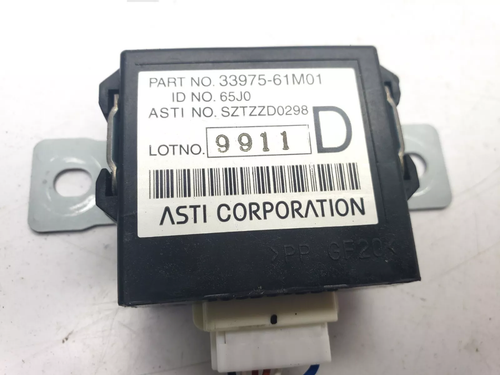 PART NO. 33975-61M01
ID NO. 65J0
ASTI NO. SZTZZD0298
LOTNO. 9911 D
ASTI CORPORATION
>PP GF20<